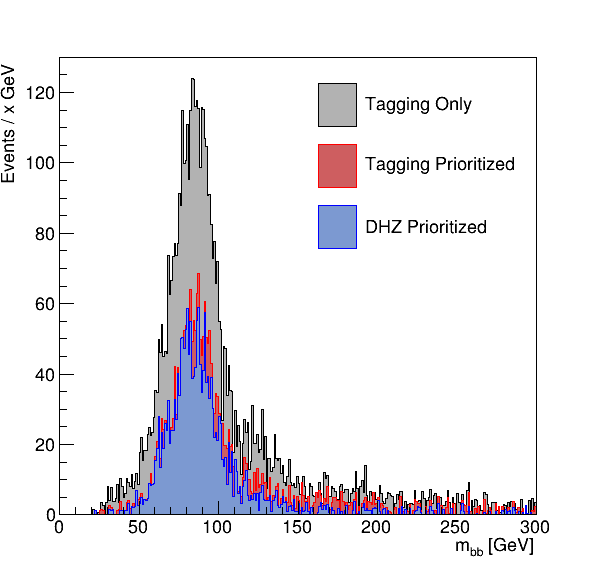 Events / x GeV
120
100
80
60
40
20
0
Tagging Only
Tagging Prioritized
DHZ Prioritized
0 50 100 150 200 250 300
m_bb [GeV]